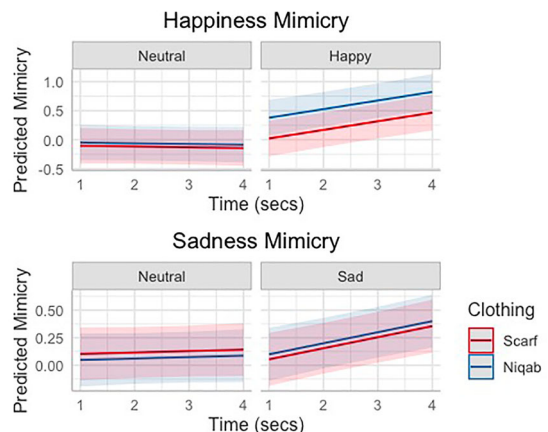 Happiness Mimicry
Neutral
Happy
Predicted Mimicry
1.0
0.5
0.0
-0.5
1 2 3 4
1 2 3 4
Time (secs)
Sadness Mimicry
Neutral
Sad
Predicted Mimicry
0.50
0.25
0.00
1 2 3 4
1 2 3 4
Time (secs)
Clothing
Scarf
Niqab